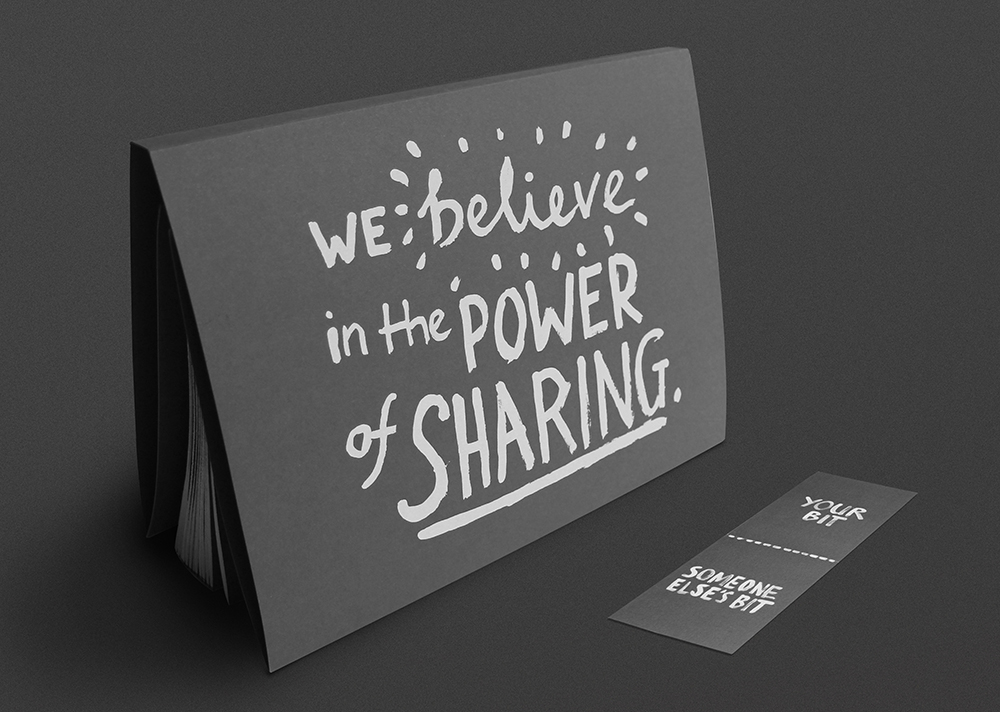 WE believe
in the POWER
of SHARING.
YOUR
BIT
SOMEONE
ELSE'S BIT